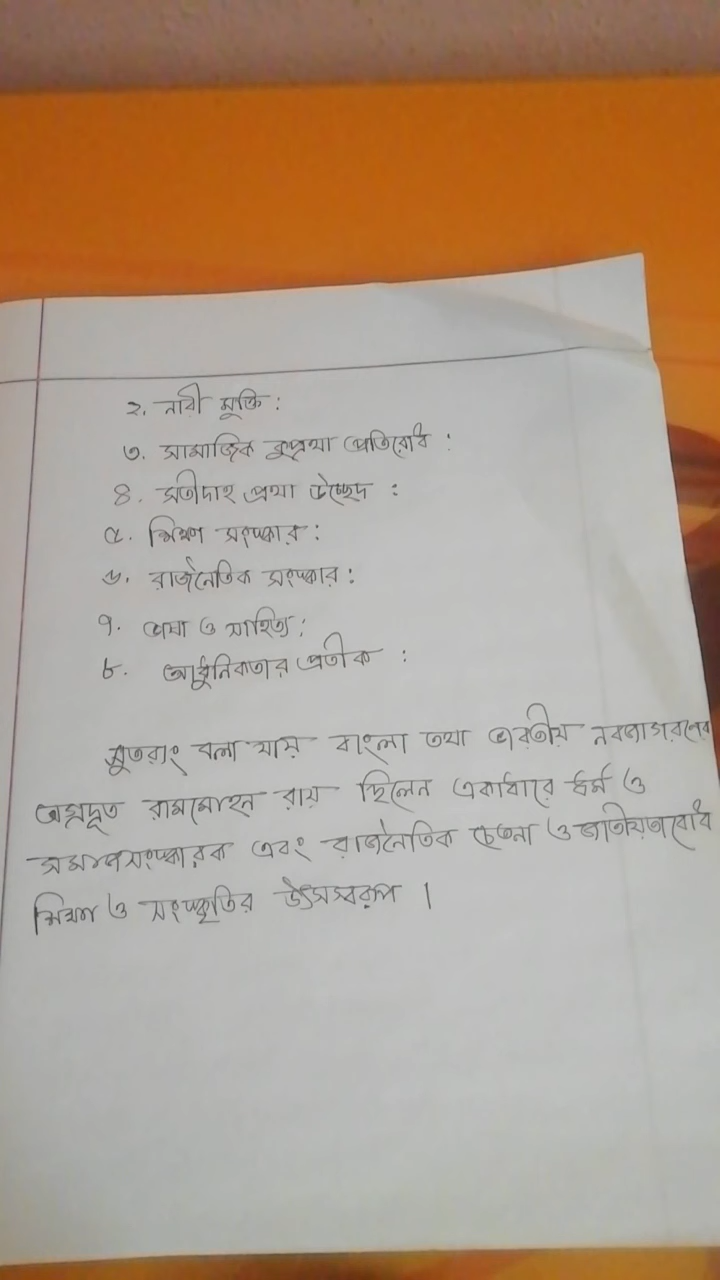 ২. নারী মুক্তি :
৩. সামাজিক কুপ্রথা প্রতিরোধ :
৪. সতীদাহ প্রথা উচ্ছেদ :
৫. শিক্ষা সংস্কার :
৬. রাজনৈতিক সংস্কার :
৭. ভাষা ও সাহিত্য :
৮. আধুনিকতার প্রতীক :
সুতরাং বলা যায় বাংলা তথা ভারতীয় নবজাগরণের
অগ্রদূত রামমোহন রায় ছিলেন একাধারে ধর্ম ও
সমাজসংস্কারক এবং রাজনৈতিক চেতনা ও জাতীয়তাবোধ
শিক্ষা ও সংস্কৃতির উৎসস্বরূপ ।